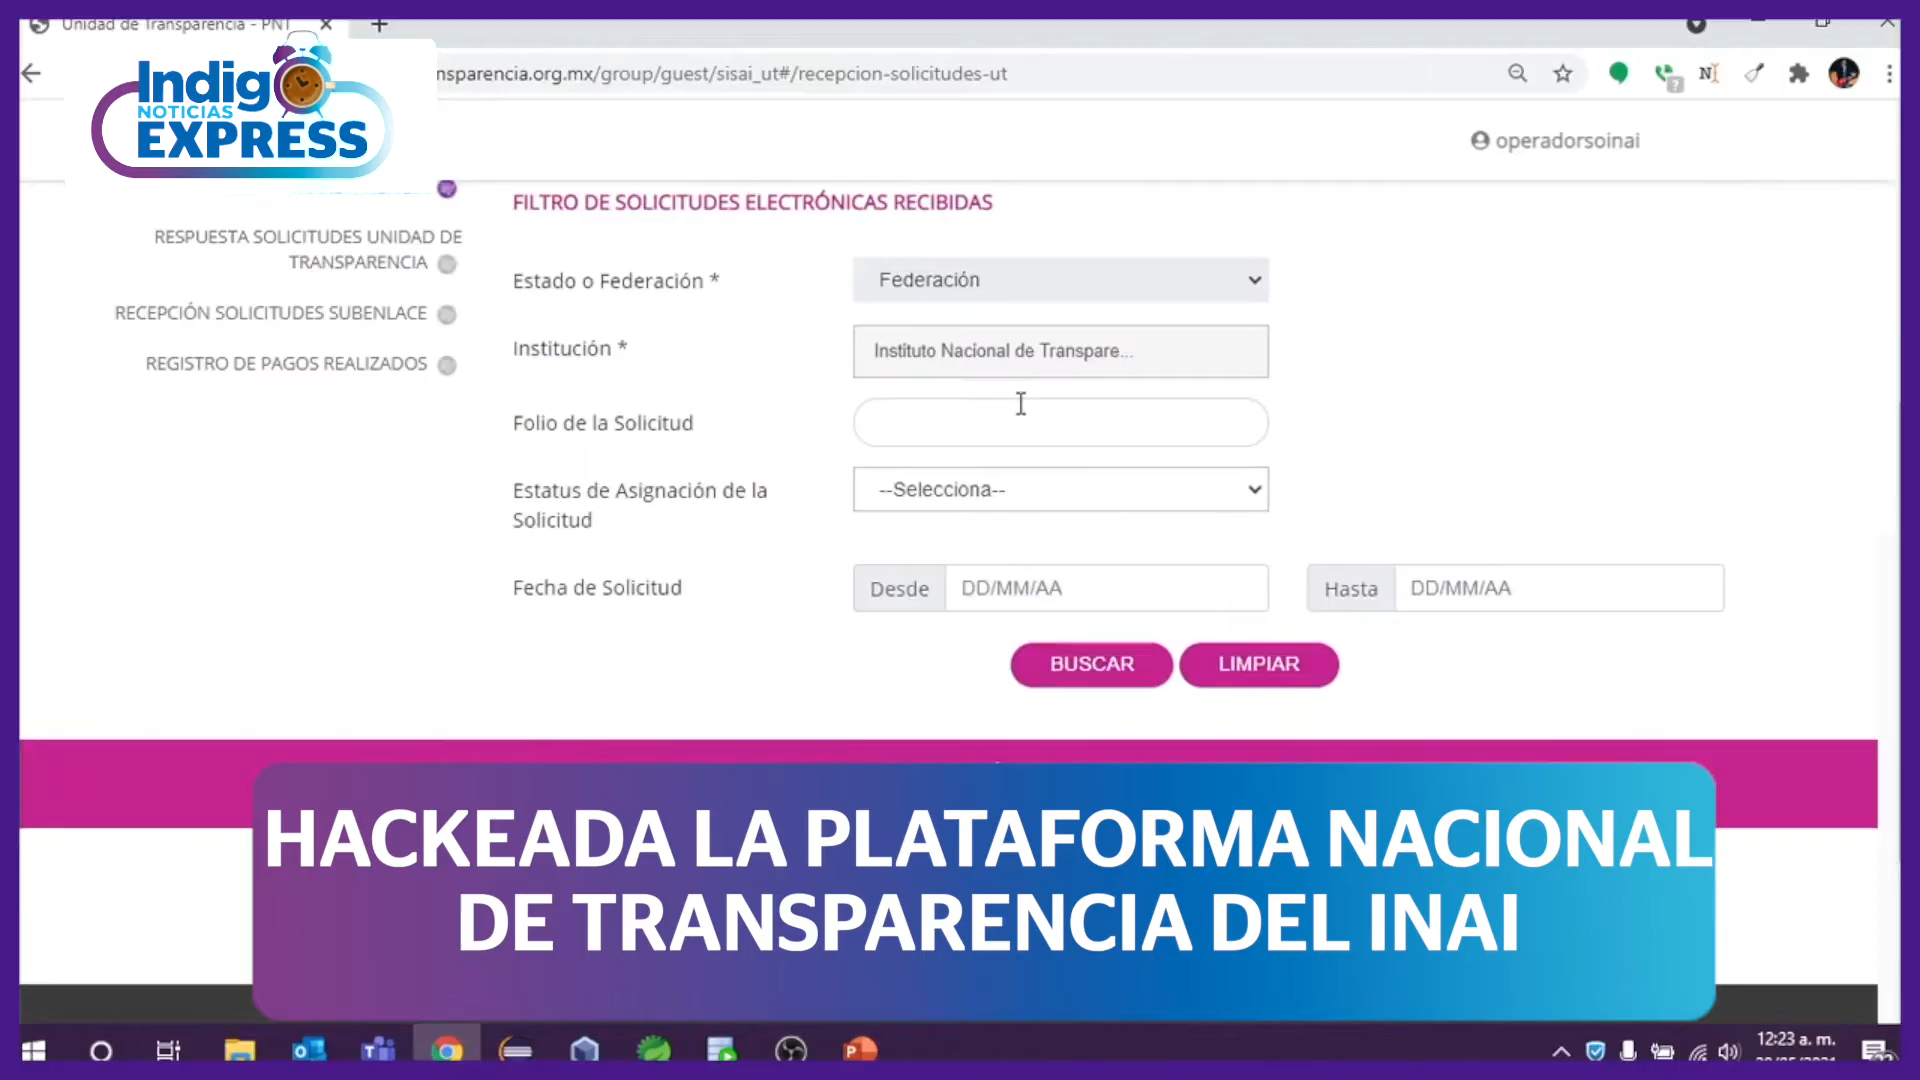 Unidad de Transparencia - PNT
Indigo
NOTICIAS
EXPRESS
nsparencia.org.mx/group/guest/sisai_ut#/recepcion-solicitudes-ut
operadorsoinai
FILTRO DE SOLICITUDES ELECTRÓNICAS RECIBIDAS
RESPUESTA SOLICITUDES UNIDAD DE
TRANSPARENCIA
RECEPCIÓN SOLICITUDES SUBENLACE
REGISTRO DE PAGOS REALIZADOS
Estado o Federación *
Federación
Institución *
Instituto Nacional de Transpare...
Folio de la Solicitud
Estatus de Asignación de la
Solicitud
--Selecciona--
Fecha de Solicitud
Desde
DD/MM/AA
Hasta
DD/MM/AA
BUSCAR
LIMPIAR
HACKEADA LA PLATAFORMA NACIONAL
DE TRANSPARENCIA DEL INAI
12:23 a. m.